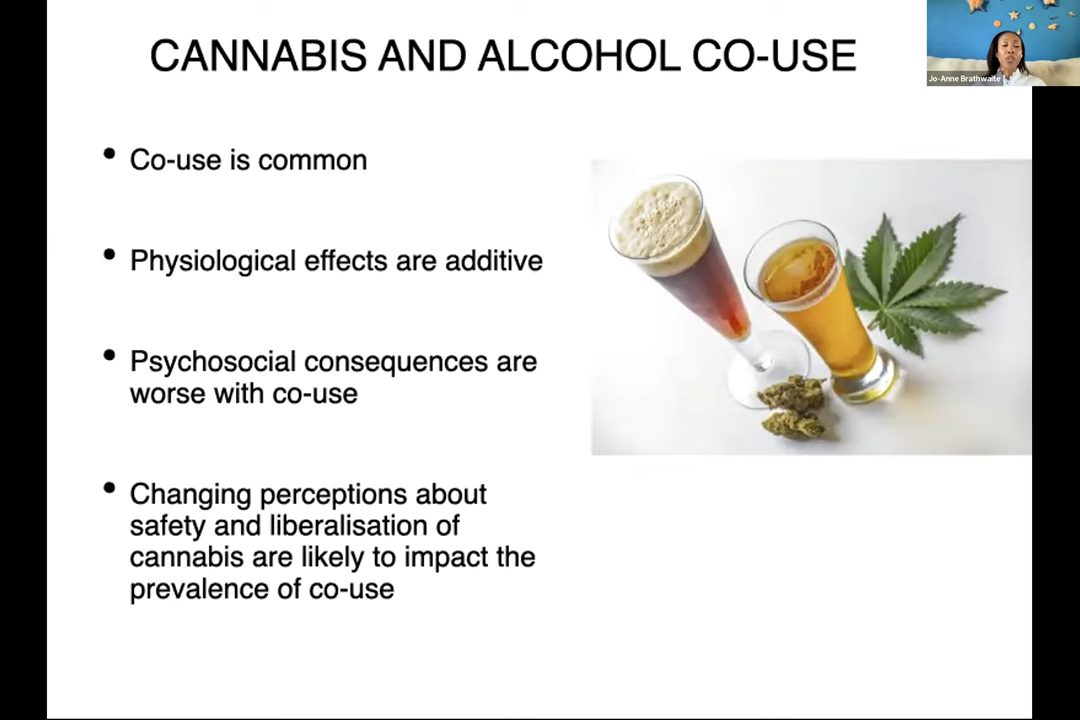 CANNABIS AND ALCOHOL CO-USE
Jo-Anne Brathwaite
• Co-use is common
• Physiological effects are additive
• Psychosocial consequences are
worse with co-use
• Changing perceptions about
safety and liberalisation of
cannabis are likely to impact the
prevalence of co-use